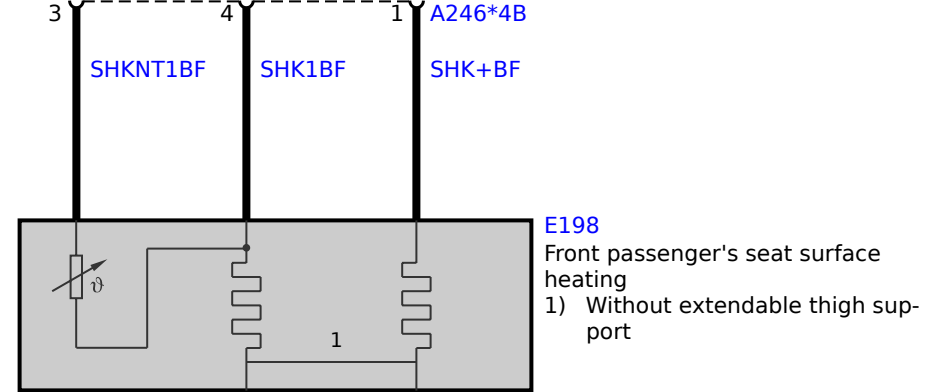 3 4 1 A246*4B
SHKNT1BF SHK1BF SHK+BF
E198
Front passenger's seat surface
heating
1) Without extendable thigh sup-
port
ϑ
1